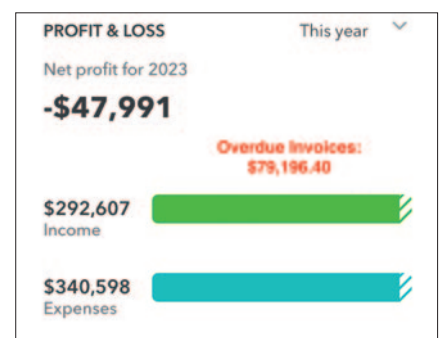 PROFIT & LOSS
This year
Net profit for 2023
-$47,991
Overdue Invoices:
$79,196.40
$292,607
Income
$340,598
Expenses